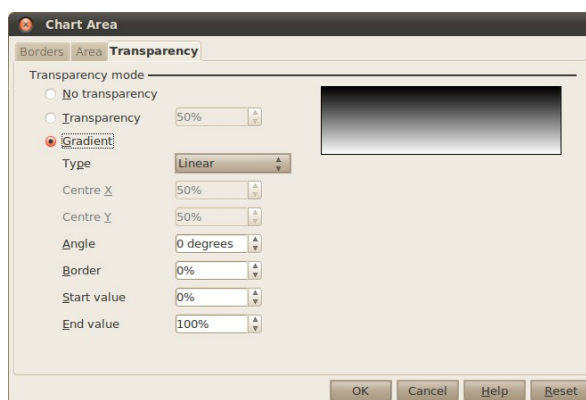 Chart Area
Borders Area Transparency
Transparency mode
No transparency
Transparency 50%
Gradient
Type Linear
Centre X 50%
Centre Y 50%
Angle 0 degrees
Border 0%
Start value 0%
End value 100%
OK Cancel Help Reset